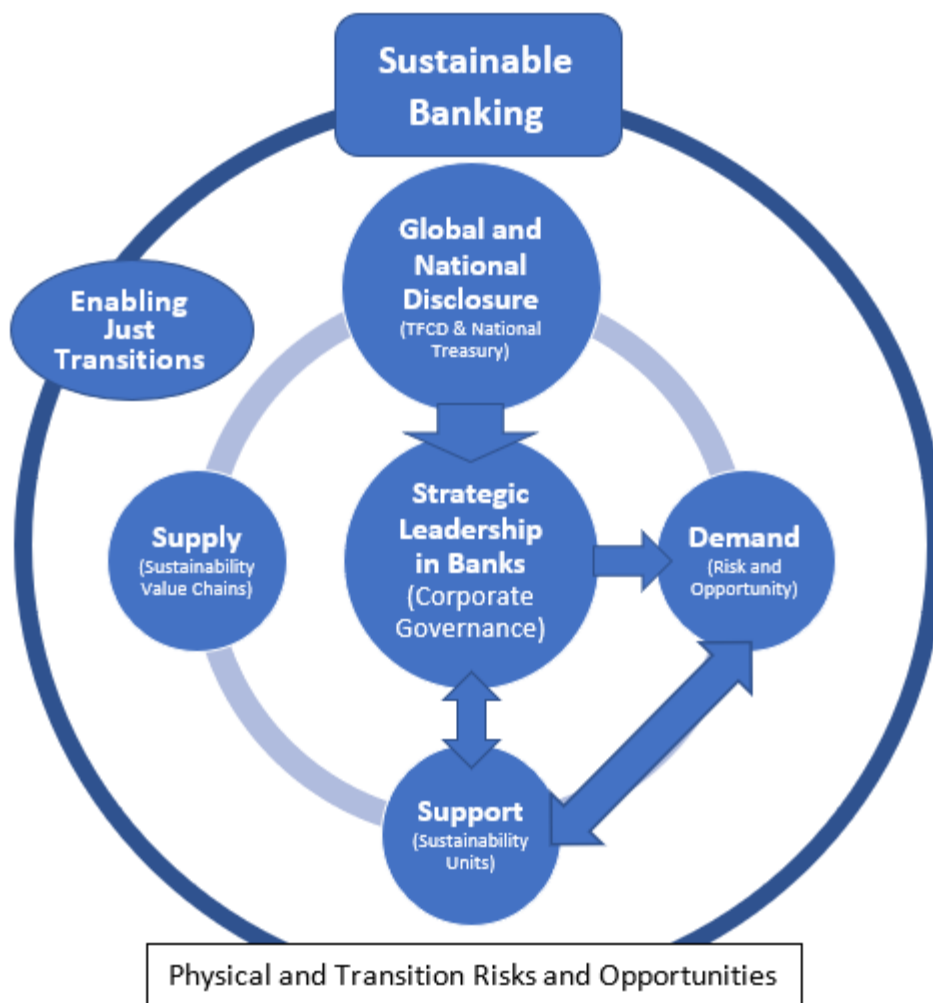 Sustainable
Banking
Global and
National
Disclosure
(TFCD & National
Treasury)
Enabling
Just
Transitions
Strategic
Leadership
in Banks
(Corporate
Governance)
Supply
(Sustainability
Value Chains)
Demand
(Risk and
Opportunity)
Support
(Sustainability
Units)
Physical and Transition Risks and Opportunities